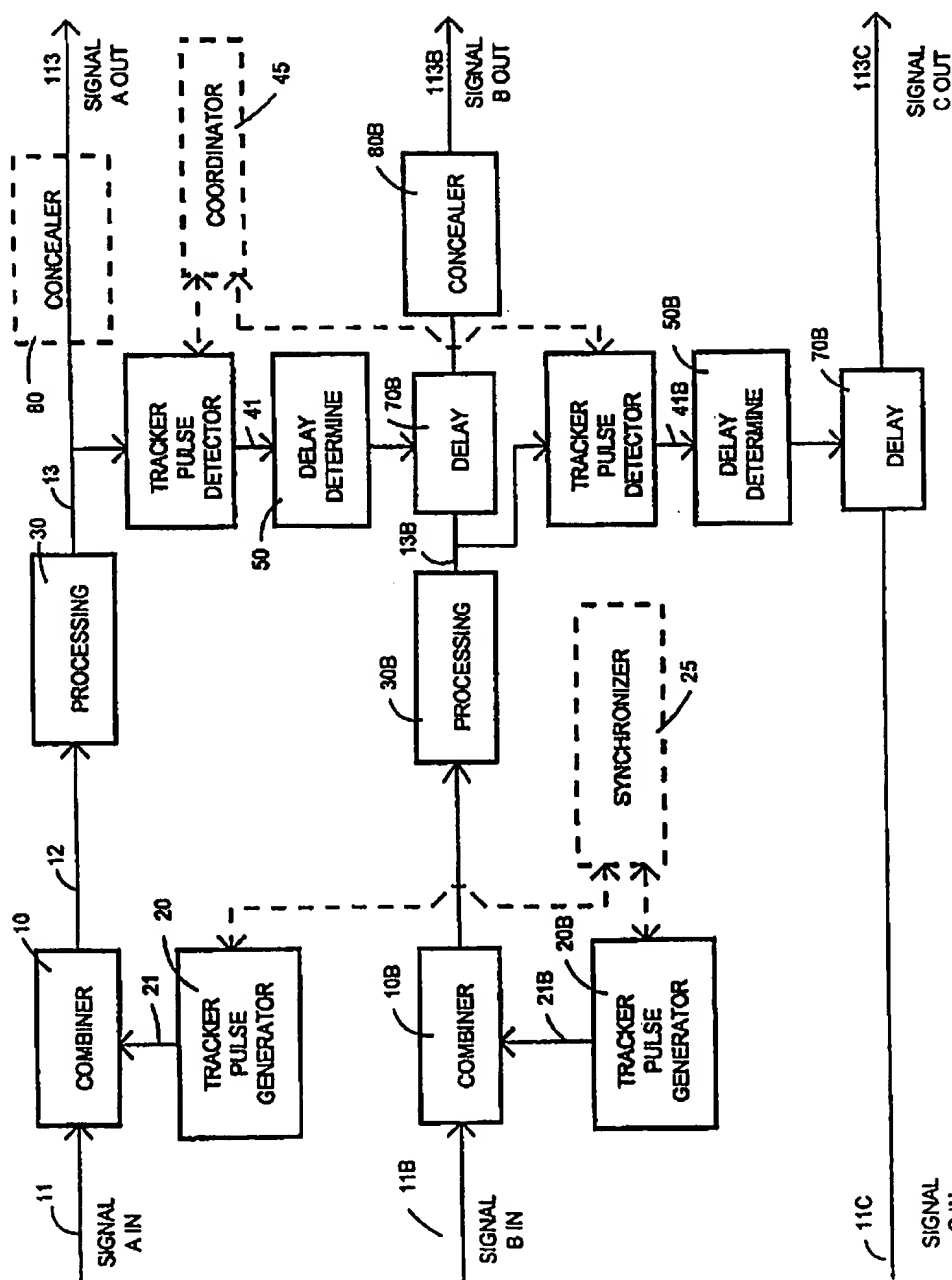 11
SIGNAL
A IN
10
COMBINER
12
21
20
TRACKER
PULSE
GENERATOR
30
PROCESSING
13
80
CONCEALER
113
SIGNAL
A OUT
TRACKER
PULSE
DETECTOR
41
50
DELAY
DETERMINE
COORDINATOR
45
11B
SIGNAL
B IN
10B
COMBINER
21B
20B
TRACKER
PULSE
GENERATOR
SYNCHRONIZER
25
30B
PROCESSING
13B
70B
DELAY
80B
CONCEALER
113B
SIGNAL
B OUT
TRACKER
PULSE
DETECTOR
41B
50B
DELAY
DETERMINE
11C
SIGNAL
70B
DELAY
113C
SIGNAL
C OUT